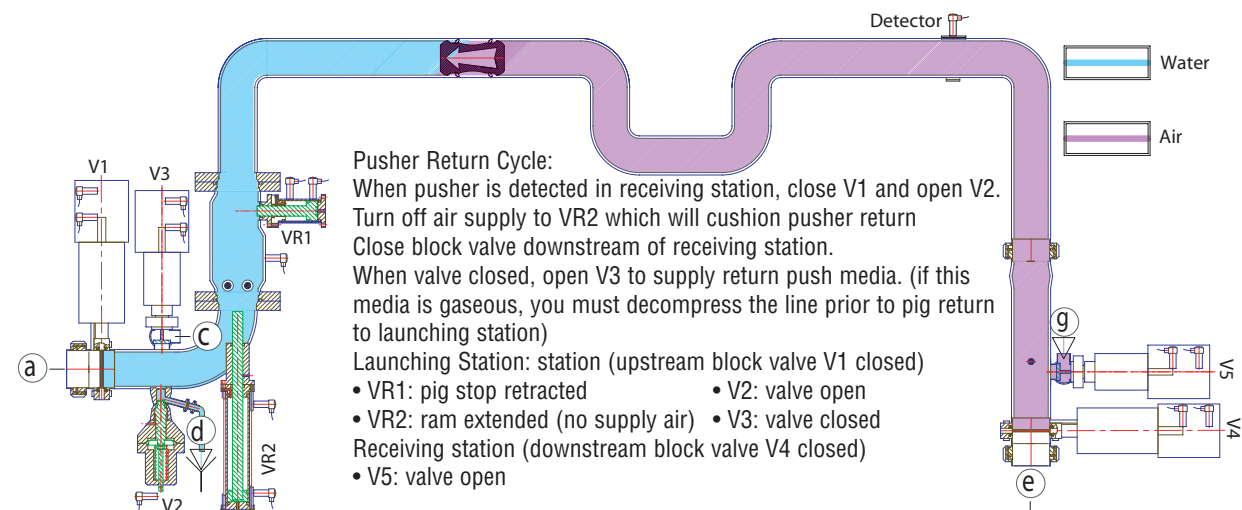 Detector
Water
Air
V1
V3
VR1
Pusher Return Cycle:
When pusher is detected in receiving station, close V1 and open V2.
Turn off air supply to VR2 which will cushion pusher return
Close block valve downstream of receiving station.
When valve closed, open V3 to supply return push media. (if this
media is gaseous, you must decompress the line prior to pig return
to launching station)
Launching Station: station (upstream block valve V1 closed)
• VR1: pig stop retracted • V2: valve open
• VR2: ram extended (no supply air) • V3: valve closed
Receiving station (downstream block valve V4 closed)
• V5: valve open
a
c
d
V2
VR2
g
V5
V4
e